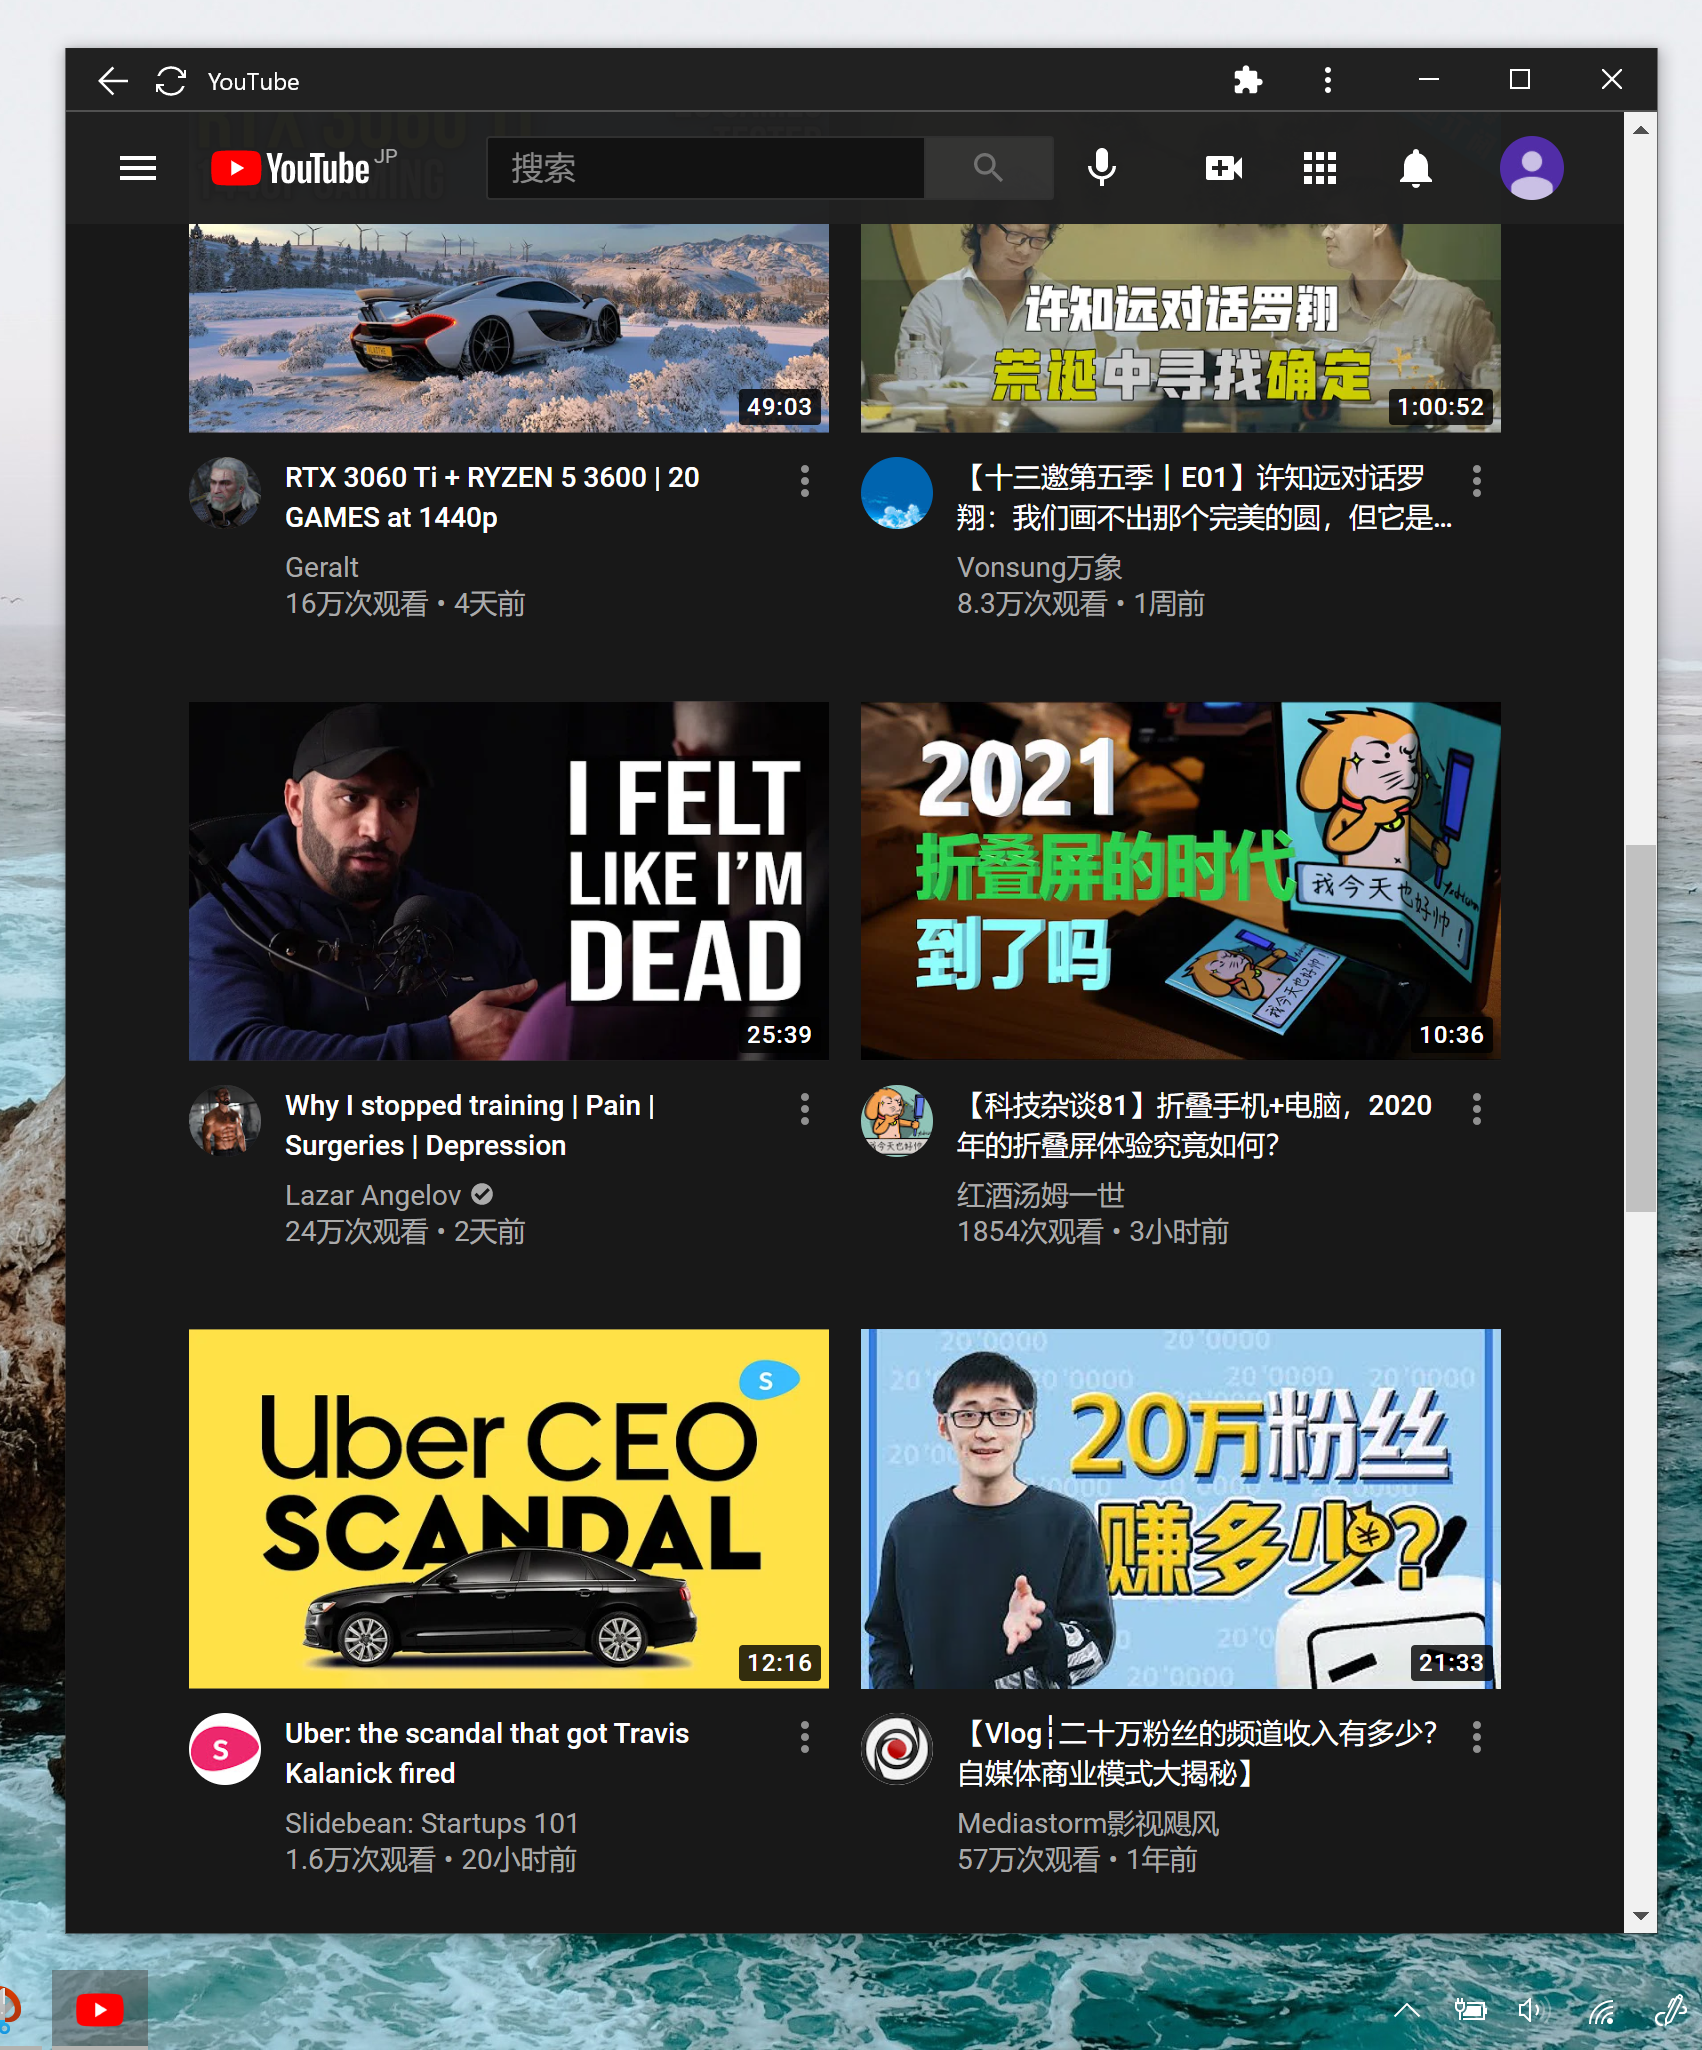 YouTube
YouTube JP
搜索
49:03
RTX 3060 Ti + RYZEN 5 3600 | 20
GAMES at 1440p
Geralt
16万次观看 • 4天前
许知远对话罗翔
荒诞中寻找确定
1:00:52
【十三邀第五季丨E01】许知远对话罗
翔：我们画不出那个完美的圆，但它是...
Vonsung万象
8.3万次观看 • 1周前
I FELT
LIKE I'M
DEAD
25:39
Why I stopped training | Pain |
Surgeries | Depression
Lazar Angelov
24万次观看 • 2天前
2021
折叠屏的时代
到了吗
我今天也好帅！
我今天也好帅！
10:36
【科技杂谈81】折叠手机+电脑，2020
年的折叠屏体验究竟如何？
红酒汤姆一世
1854次观看 • 3小时前
S
Uber CEO
SCANDAL
12:16
S
Uber: the scandal that got Travis
Kalanick fired
Slidebean: Startups 101
1.6万次观看 • 20小时前
20万粉丝
赚多少?
21:33
【Vlog┆二十万粉丝的频道收入有多少？
自媒体商业模式大揭秘】
Mediastorm影视飓风
57万次观看 • 1年前